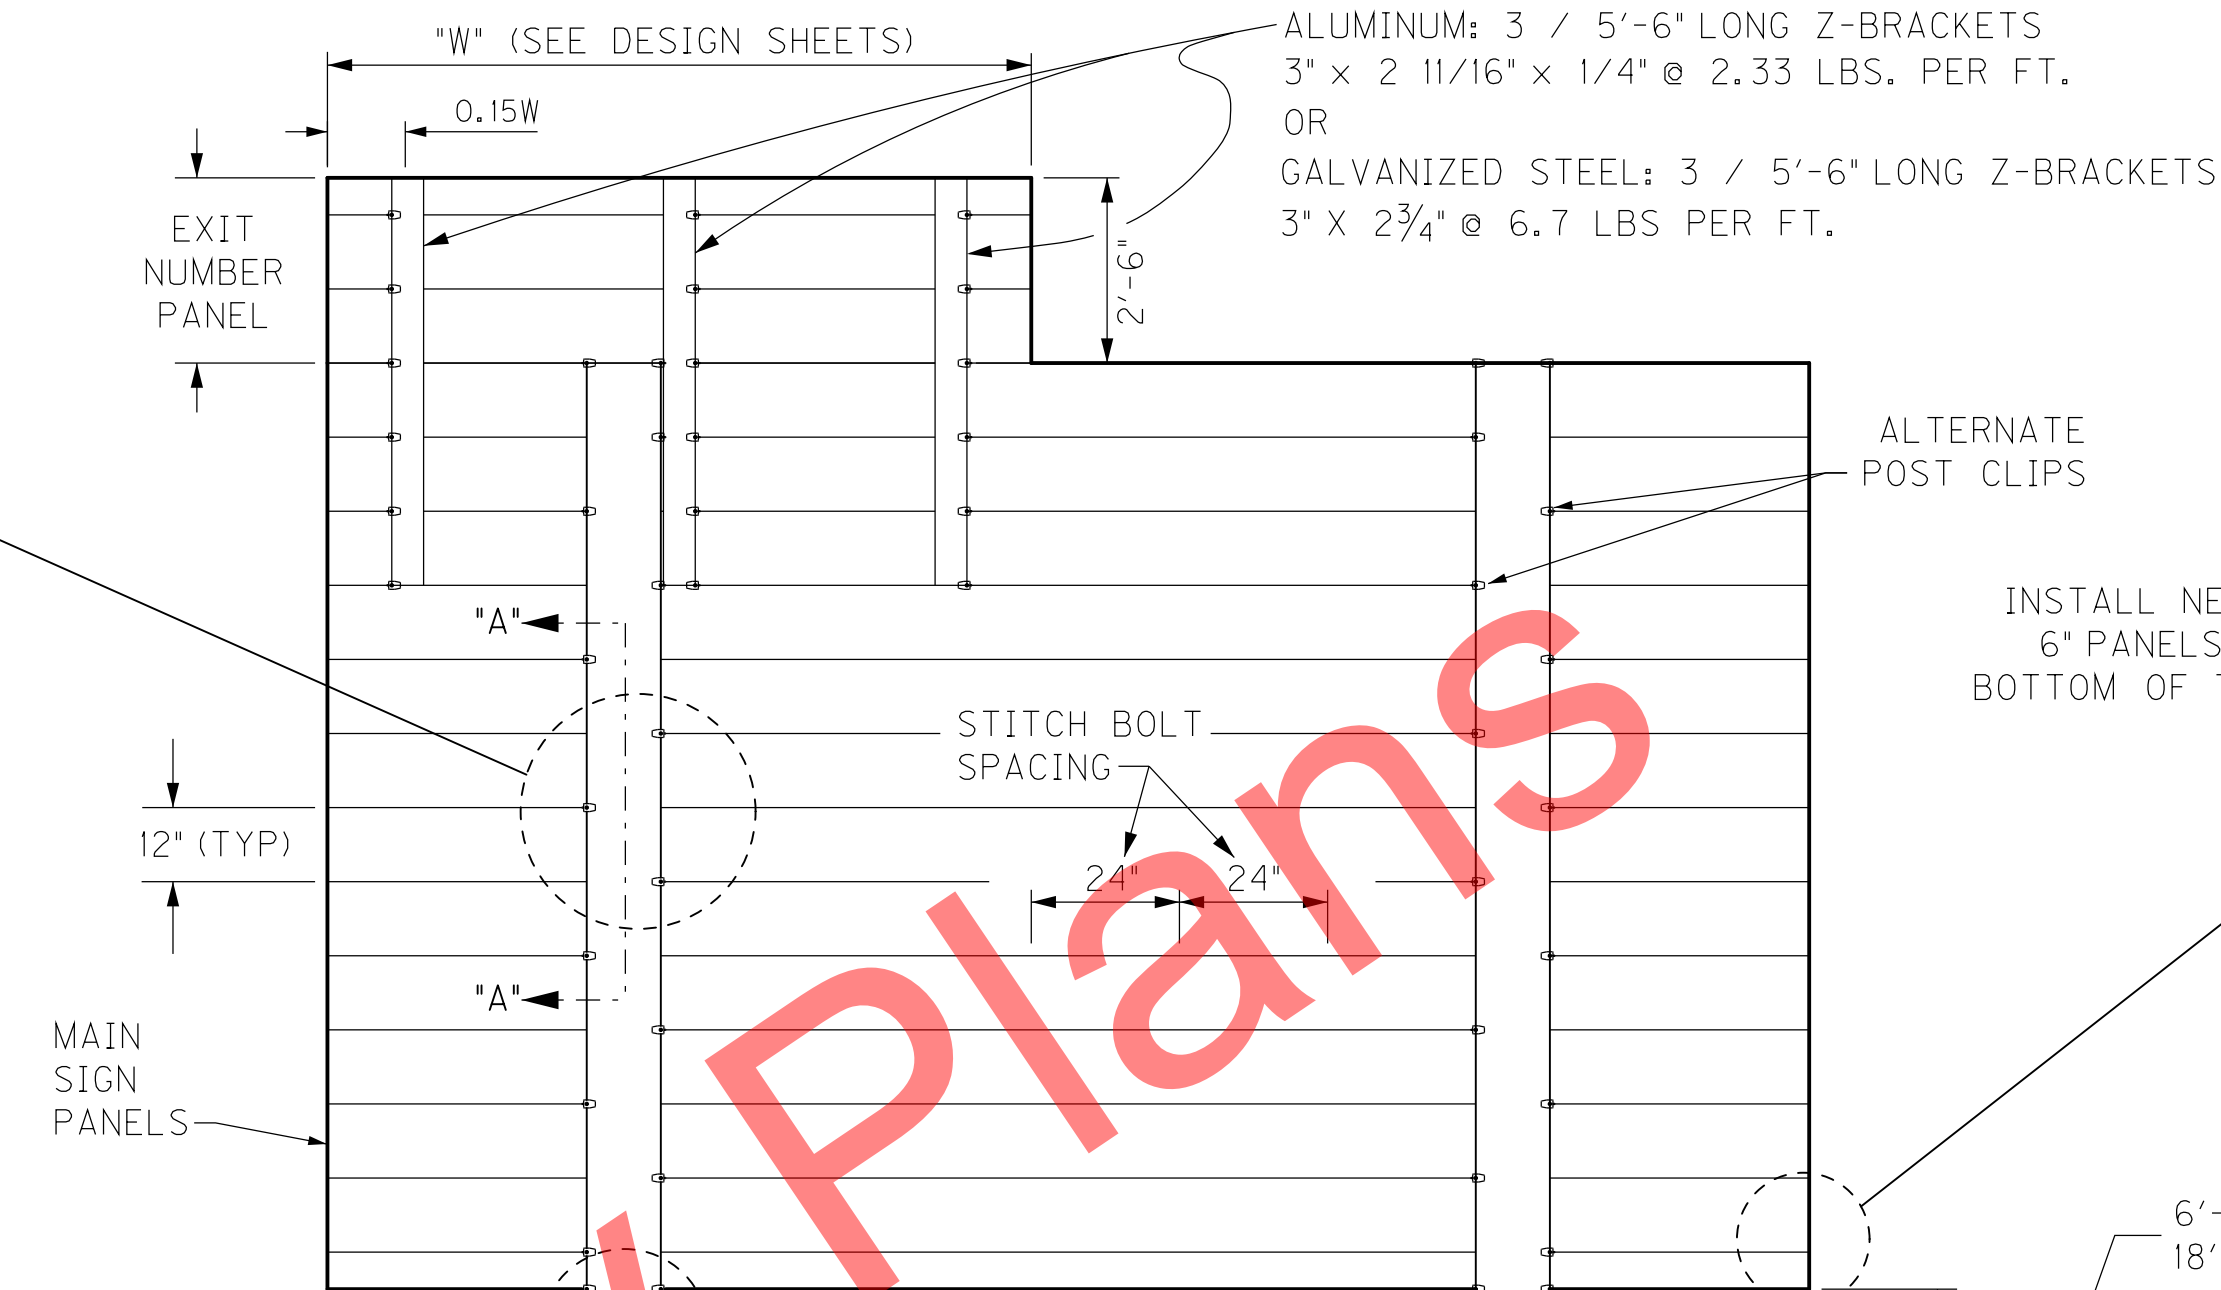 "W" (SEE DESIGN SHEETS)
0.15W
ALUMINUM: 3 / 5'-6" LONG Z-BRACKETS
3" x 2 11/16" x 1/4" @ 2.33 LBS. PER FT.
OR
GALVANIZED STEEL: 3 / 5'-6" LONG Z-BRACKETS
3" X 2¾" @ 6.7 LBS PER FT.
EXIT
NUMBER
PANEL
2'-6"
ALTERNATE
POST CLIPS
INSTALL NE
6" PANELS
BOTTOM OF T
"A"
STITCH BOLT
SPACING
12" (TYP)
24" 24"
"A"
MAIN
SIGN
PANELS
6'-
18'
Plans